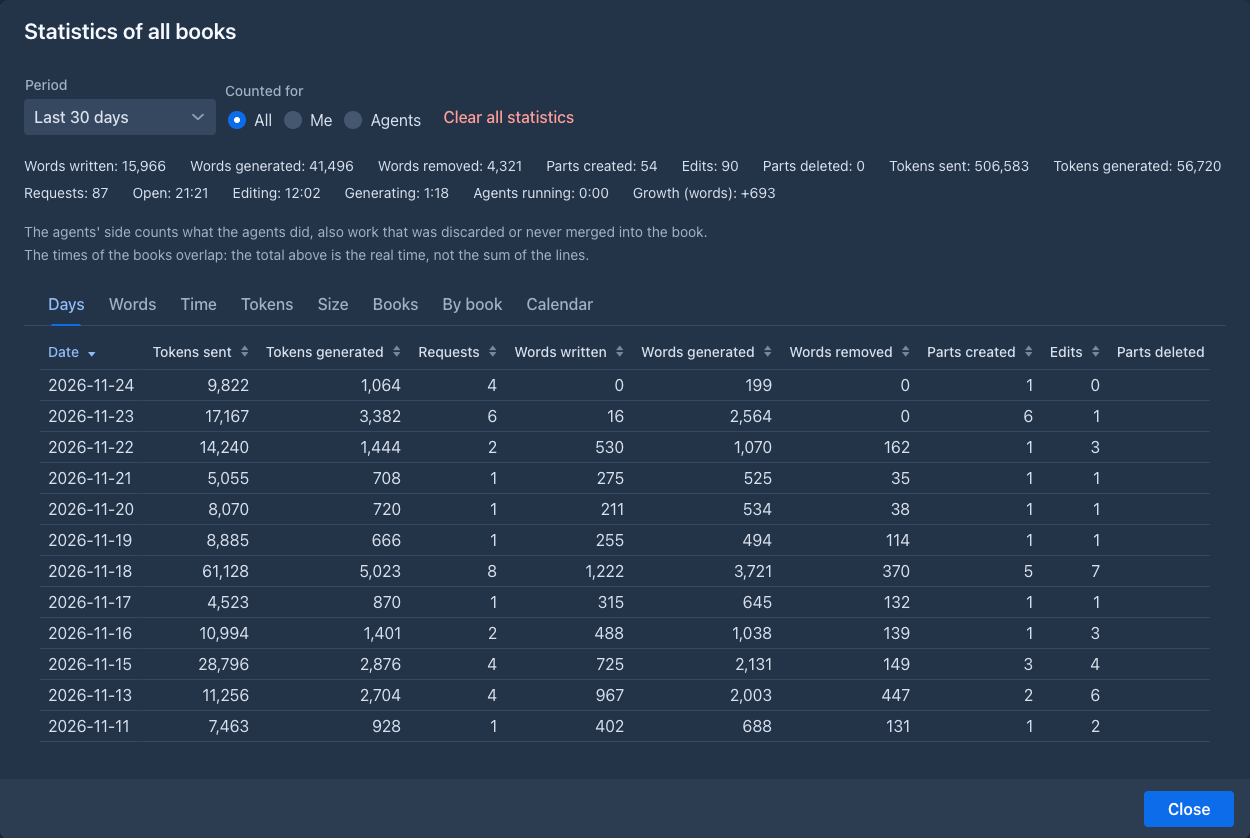 Statistics of all books
Period
Counted for
Last 30 days
All Me Agents Clear all statistics
Words written: 15,966 Words generated: 41,496 Words removed: 4,321 Parts created: 54 Edits: 90 Parts deleted: 0 Tokens sent: 506,583 Tokens generated: 56,720
Requests: 87 Open: 21:21 Editing: 12:02 Generating: 1:18 Agents running: 0:00 Growth (words): +693
The agents' side counts what the agents did, also work that was discarded or never merged into the book.
The times of the books overlap: the total above is the real time, not the sum of the lines.
Days Words Time Tokens Size Books By book Calendar
Date Tokens sent Tokens generated Requests Words written Words generated Words removed Parts created Edits Parts deleted
2026-11-24 9,822 1,064 4 0 199 0 1 0
2026-11-23 17,167 3,382 6 16 2,564 0 6 1
2026-11-22 14,240 1,444 2 530 1,070 162 1 3
2026-11-21 5,055 708 1 275 525 35 1 1
2026-11-20 8,070 720 1 211 534 38 1 1
2026-11-19 8,885 666 1 255 494 114 1 1
2026-11-18 61,128 5,023 8 1,222 3,721 370 5 7
2026-11-17 4,523 870 1 315 645 132 1 1
2026-11-16 10,994 1,401 2 488 1,038 139 1 3
2026-11-15 28,796 2,876 4 725 2,131 149 3 4
2026-11-13 11,256 2,704 4 967 2,003 447 2 6
2026-11-11 7,463 928 1 402 688 131 1 2
Close